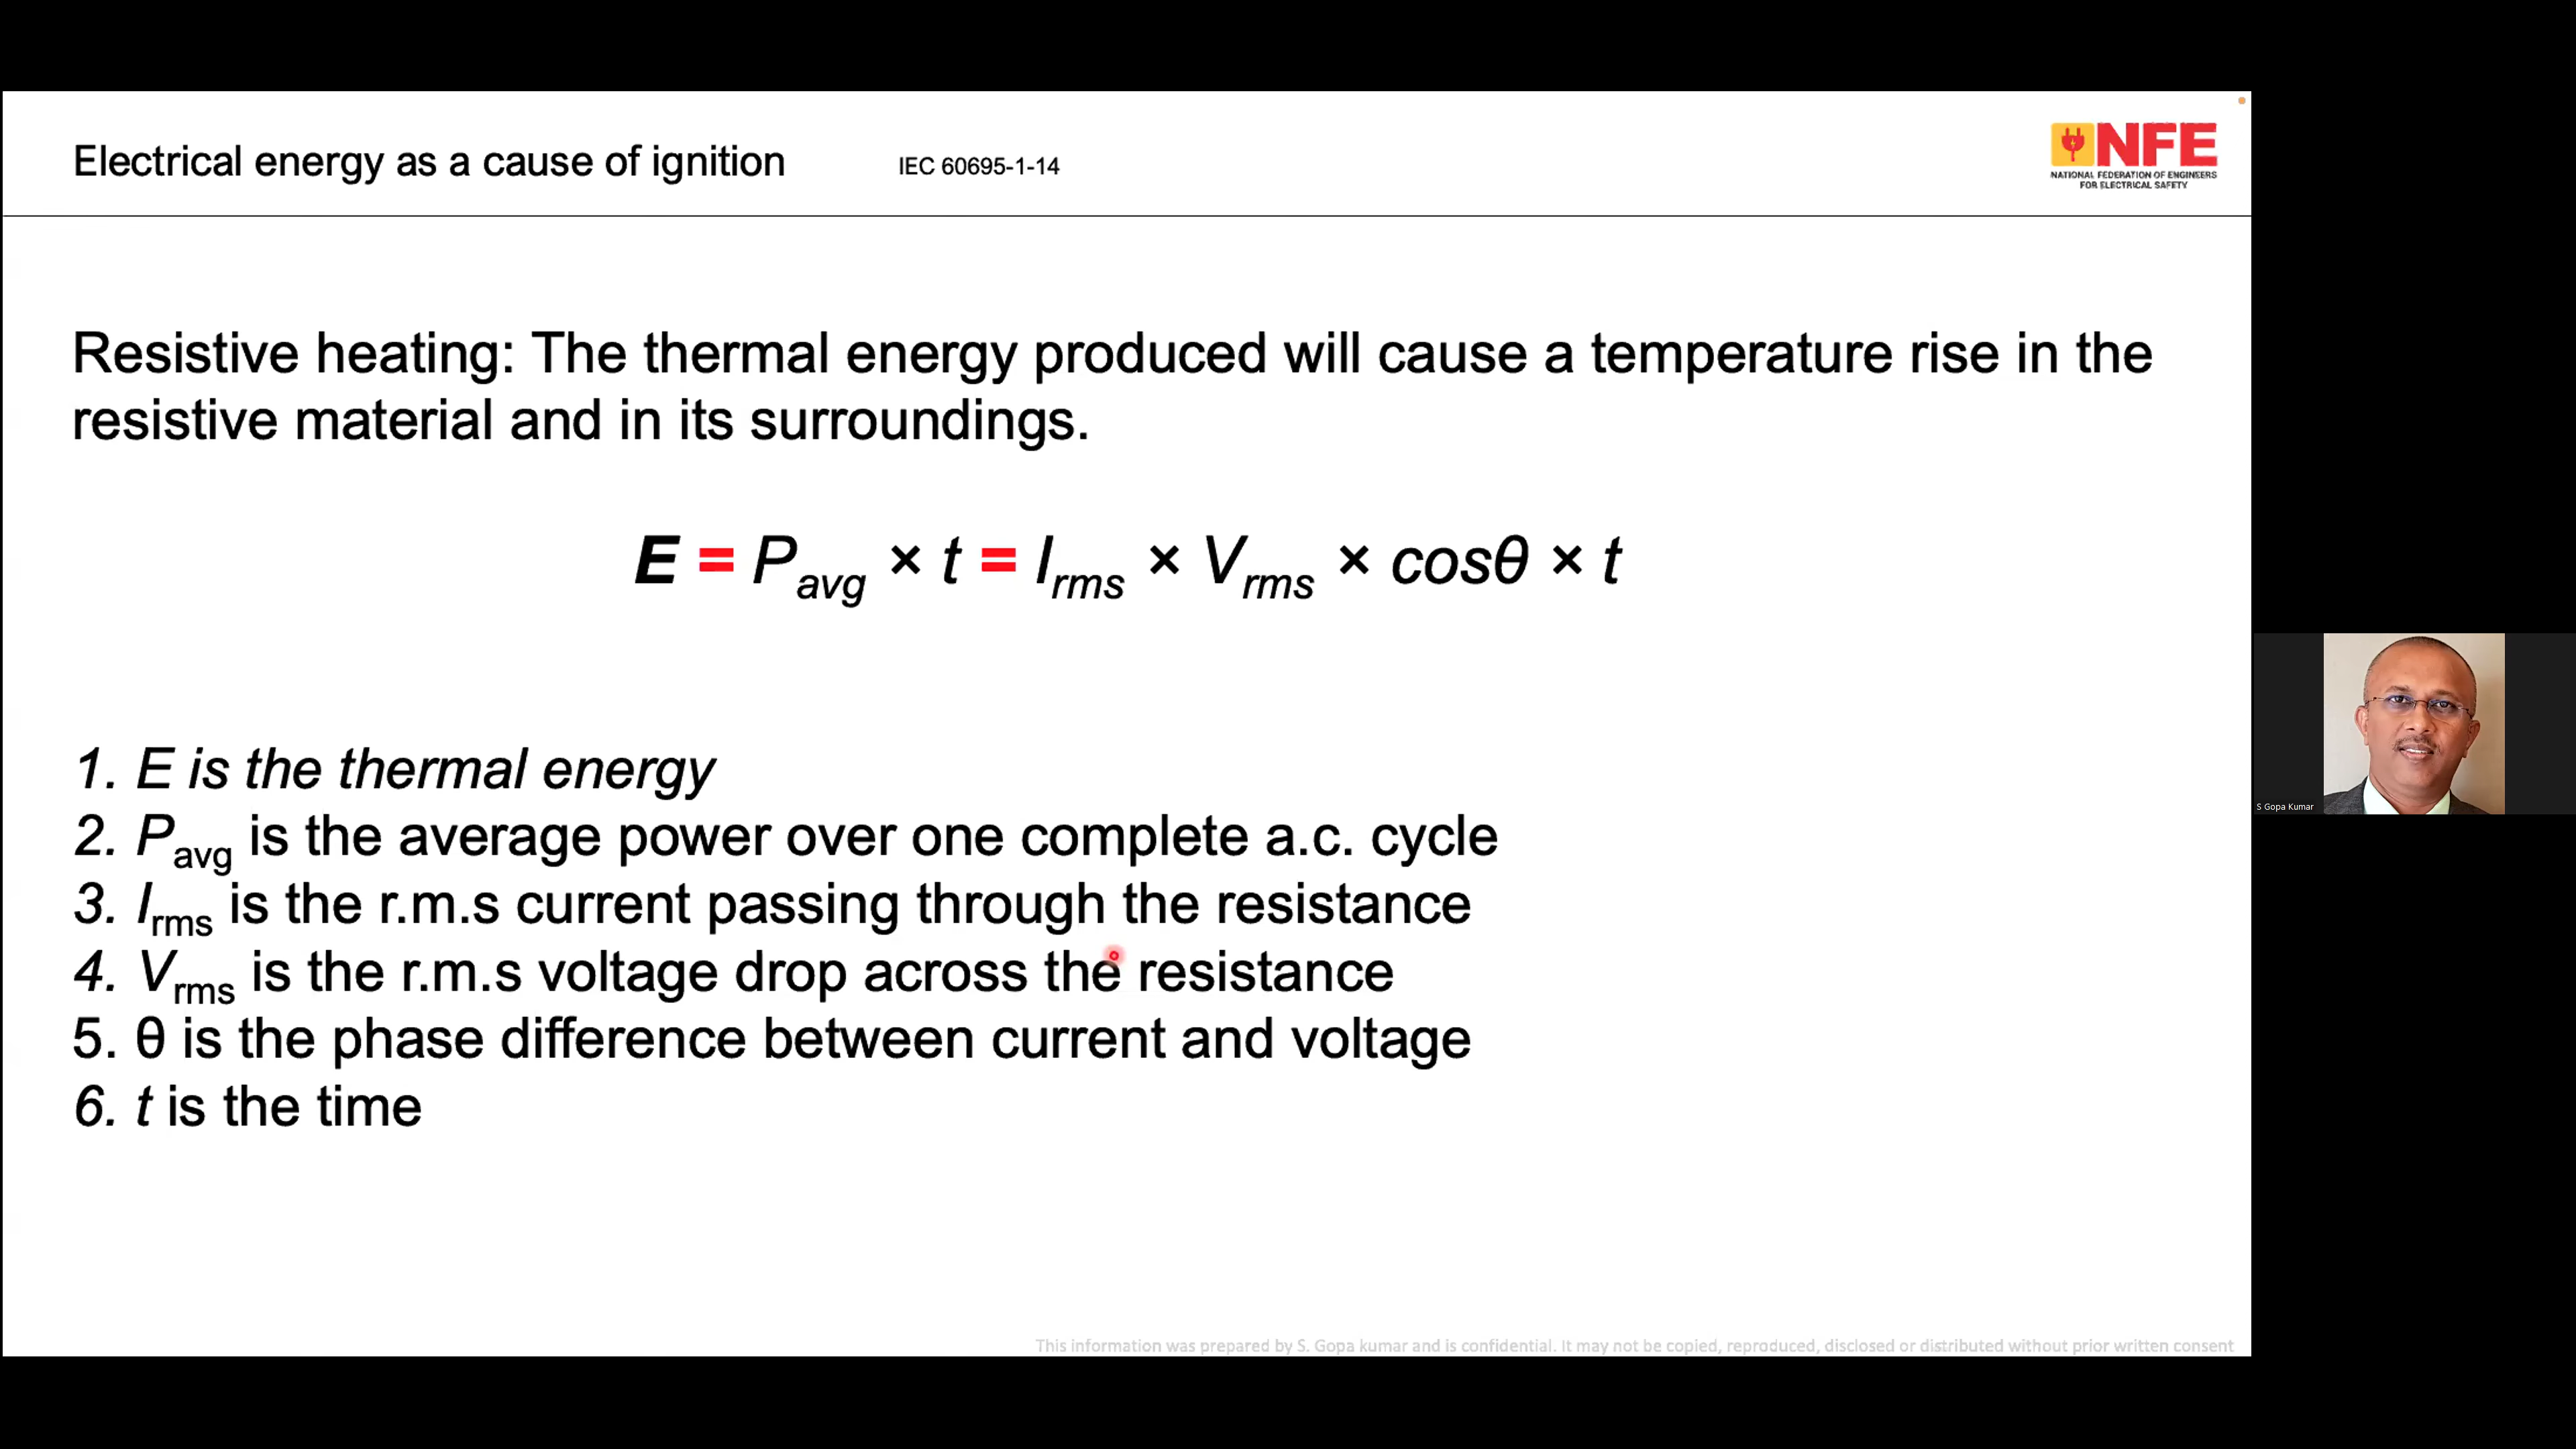 Electrical energy as a cause of ignition
IEC 60695-1-14
NFE
NATIONAL FEDERATION OF ENGINEERS
FOR ELECTRICAL SAFETY
Resistive heating: The thermal energy produced will cause a temperature rise in the
resistive material and in its surroundings.
E = Pavg × t = Irms × Vrms × cosθ × t
1. E is the thermal energy
2. Pavg is the average power over one complete a.c. cycle
3. Irms is the r.m.s current passing through the resistance
4. Vrms is the r.m.s voltage drop across the resistance
5. θ is the phase difference between current and voltage
6. t is the time
S Gopa Kumar
This information was prepared by S. Gopa kumar and is confidential. It may not be copied, reproduced, disclosed or distributed without prior written consent